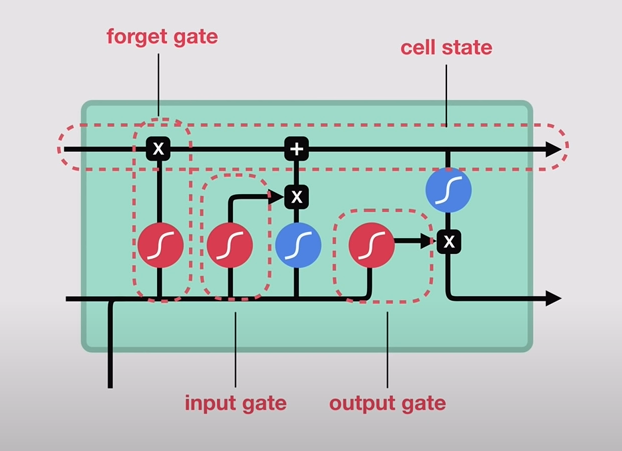 forget gate
cell state
X
+
X
X
input gate
output gate